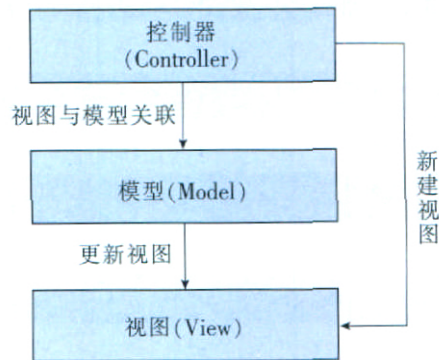 控制器
(Controller)
视图与模型关联
模型(Model)
新建视图
更新视图
视图(View)